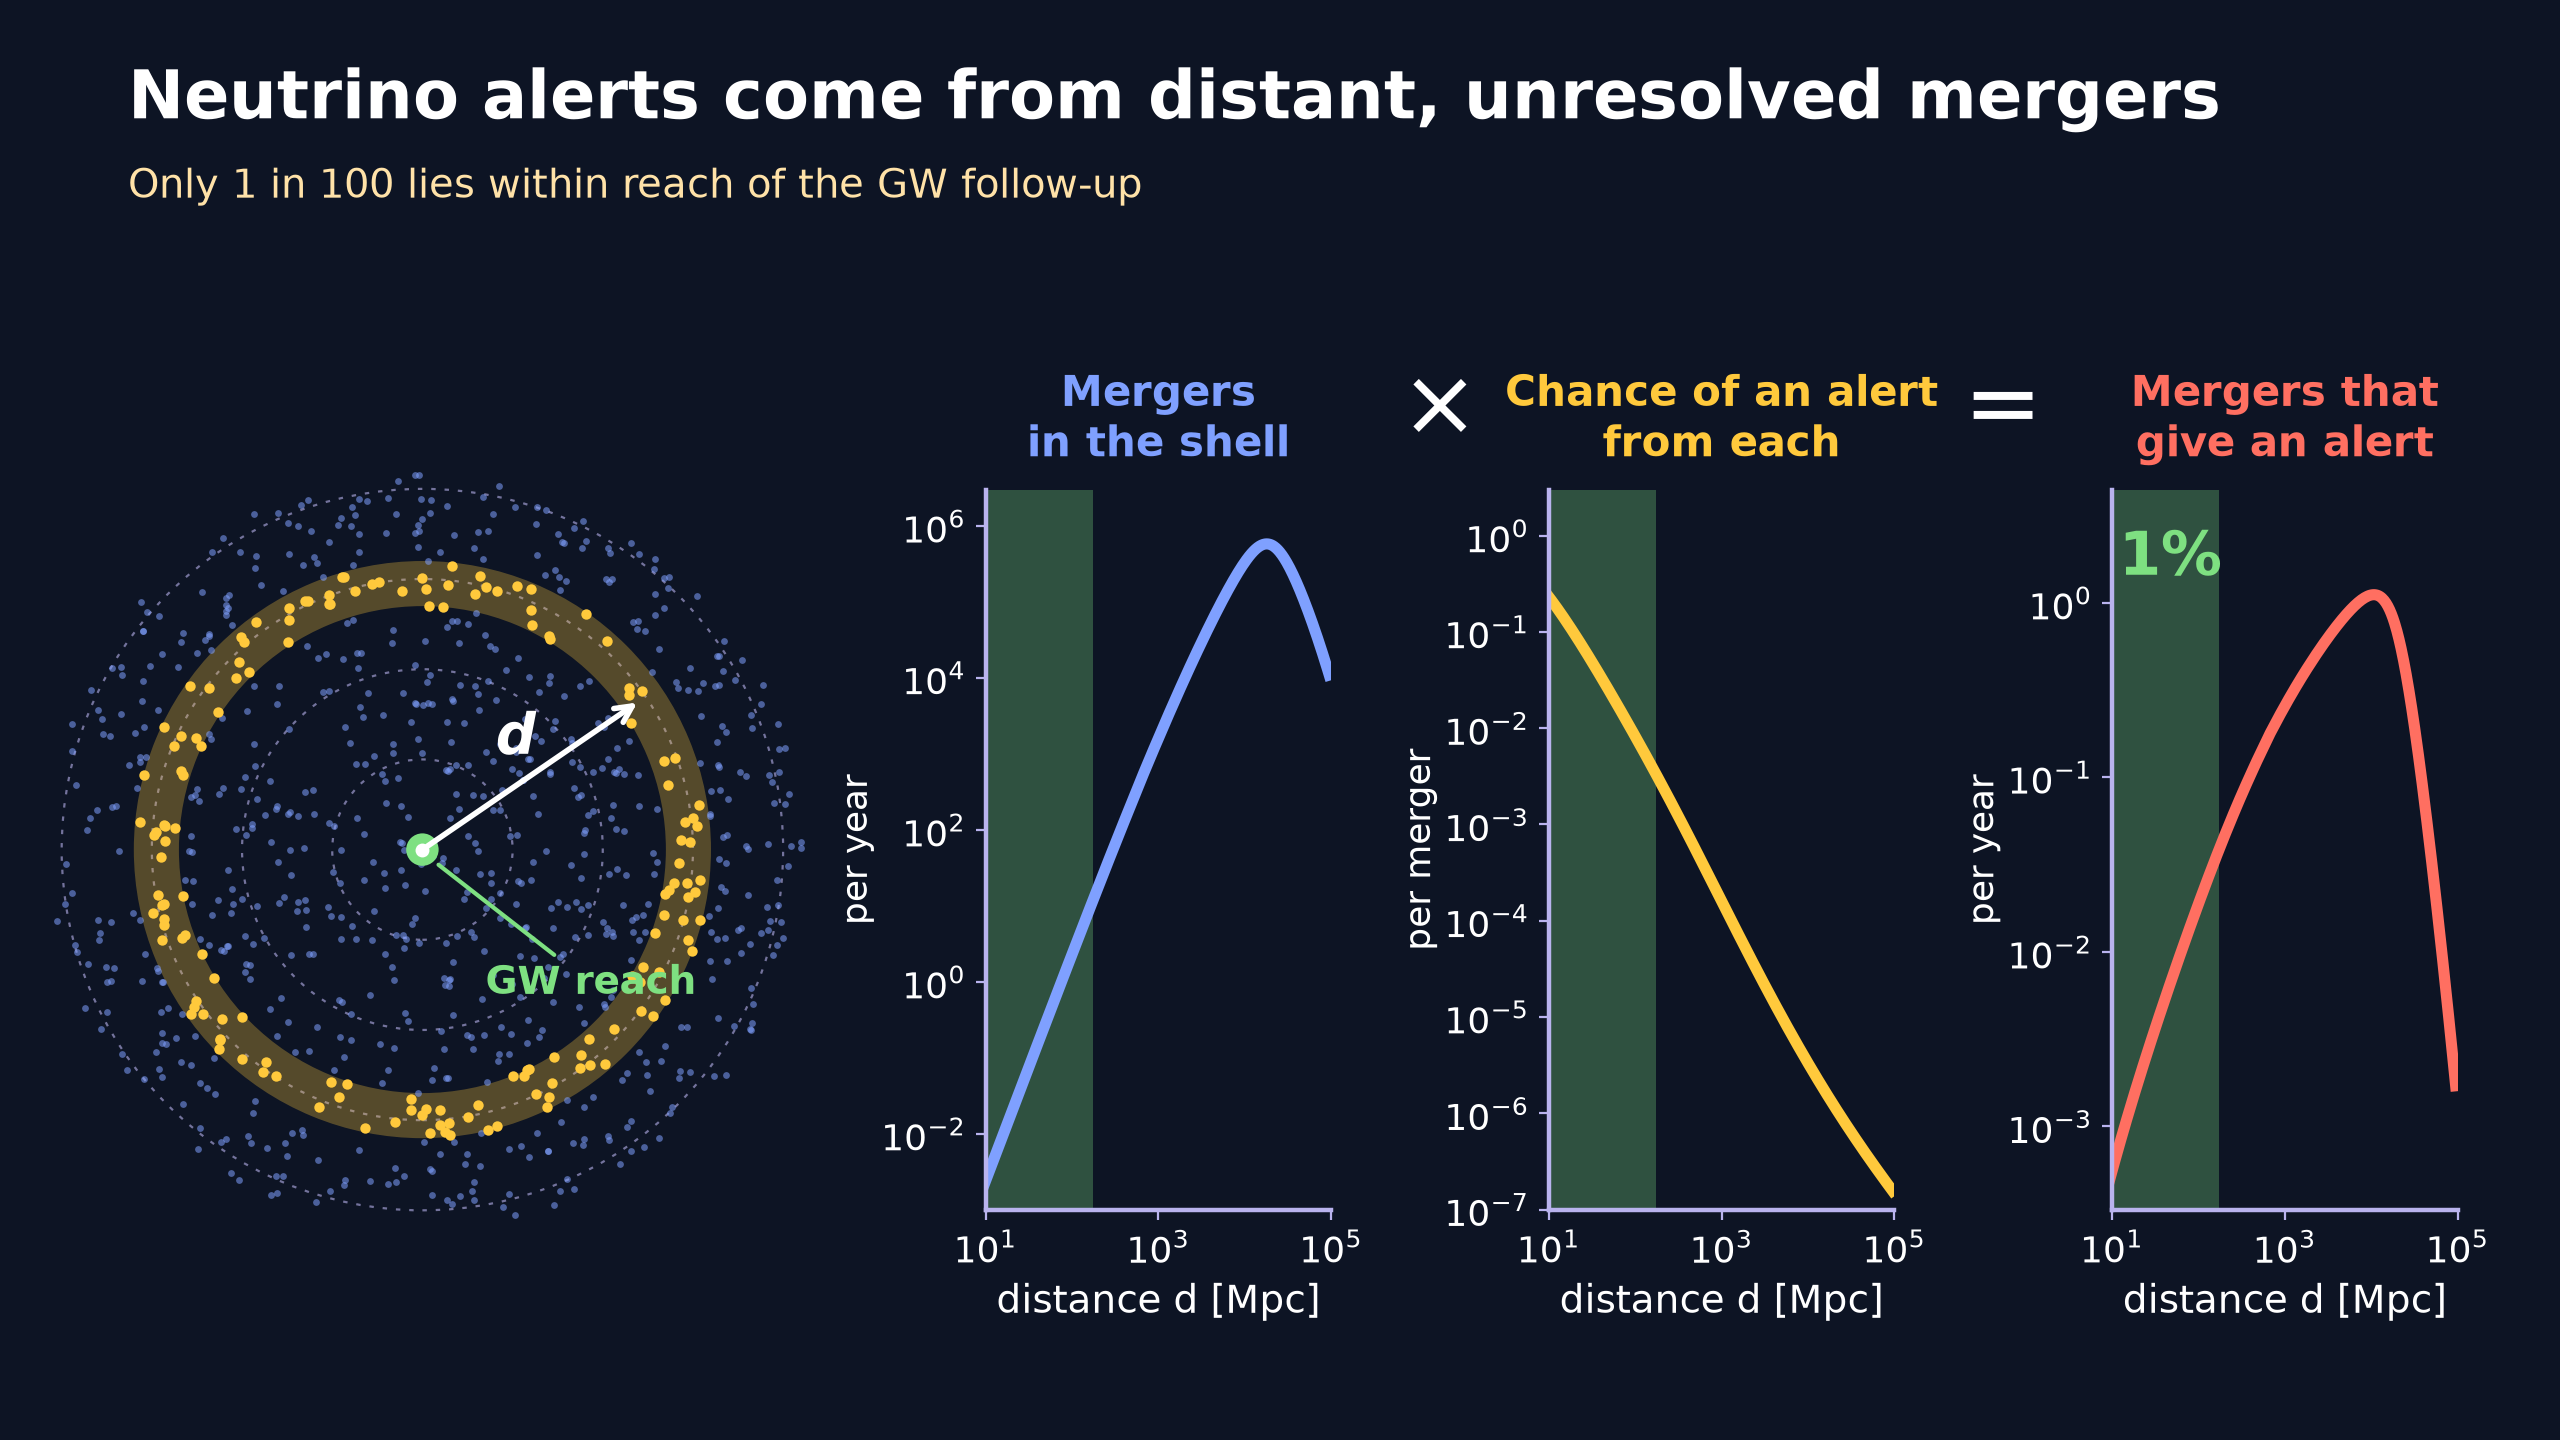 Neutrino alerts come from distant, unresolved mergers
Only 1 in 100 lies within reach of the GW follow-up
d
GW reach
Mergers
in the shell
×
Chance of an alert
from each
=
Mergers that
give an alert
per year
10⁶
10⁴
10²
10⁰
10⁻²
10¹ 10³ 10⁵
distance d [Mpc]
per merger
10⁰
10⁻¹
10⁻²
10⁻³
10⁻⁴
10⁻⁵
10⁻⁶
10⁻⁷
10¹ 10³ 10⁵
distance d [Mpc]
1%
per year
10⁰
10⁻¹
10⁻²
10⁻³
10¹ 10³ 10⁵
distance d [Mpc]